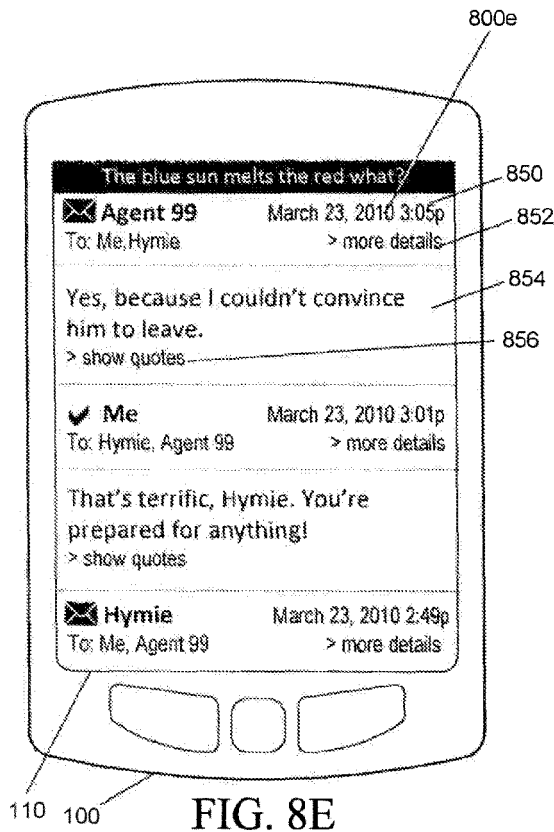 800e
The blue sun melts the red what?
850
Agent 99 March 23, 2010 3:05p
852
To: Me,Hymie > more details
854
Yes, because I couldn't convince
him to leave.
856
> show quotes
Me March 23, 2010 3:01p
To: Hymie, Agent 99 > more details
That's terrific, Hymie. You're
prepared for anything!
> show quotes
Hymie March 23, 2010 2:49p
To: Me, Agent 99 > more details
110 100
FIG. 8E